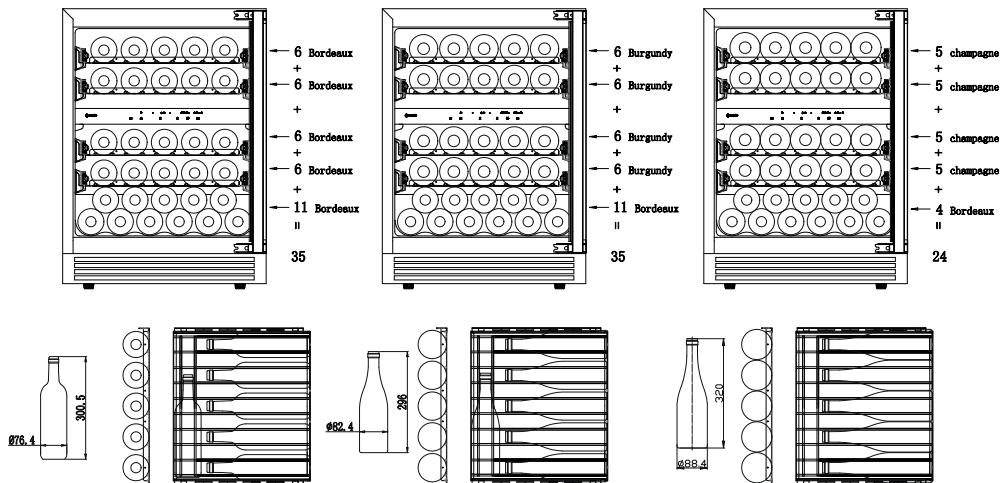 6 Bordeaux
+
6 Bordeaux
+
6 Bordeaux
+
6 Bordeaux
+
11 Bordeaux
=
35
6 Burgundy
+
6 Burgundy
+
6 Burgundy
+
6 Burgundy
+
11 Bordeaux
=
35
5 champagne
+
5 champagne
+
5 champagne
+
5 champagne
+
4 Bordeaux
=
24
300.5
Ø76.4
296
Ø82.4
320
Ø88.4